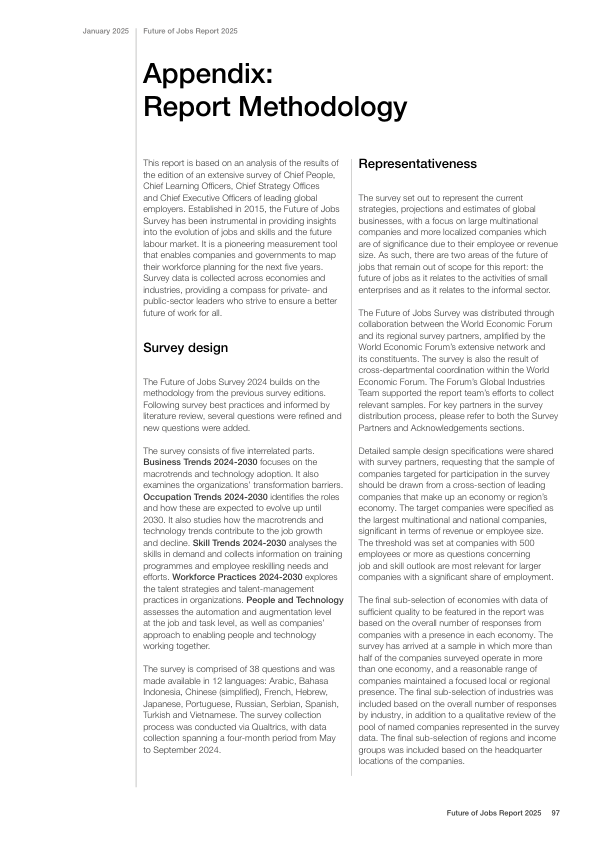 January 2025
Future of Jobs Report 2025
Appendix:
Report Methodology
This report is based on an analysis of the results of
the edition of an extensive survey of Chief People,
Chief Learning Officers, Chief Strategy Offices
and Chief Executive Officers of leading global
employers. Established in 2015, the Future of Jobs
Survey has been instrumental in providing insights
into the evolution of jobs and skills and the future
labour market. It is a pioneering measurement tool
that enables companies and governments to map
their workforce planning for the next five years.
Survey data is collected across economies and
industries, providing a compass for private- and
public-sector leaders who strive to ensure a better
future of work for all.
Survey design
The Future of Jobs Survey 2024 builds on the
methodology from the previous survey editions.
Following survey best practices and informed by
literature review, several questions were refined and
new questions were added.
The survey consists of five interrelated parts.
Business Trends 2024-2030 focuses on the
macrotrends and technology adoption. It also
examines the organizations’ transformation barriers.
Occupation Trends 2024-2030 identifies the roles
and how these are expected to evolve up until
2030. It also studies how the macrotrends and
technology trends contribute to the job growth
and decline. Skill Trends 2024-2030 analyses the
skills in demand and collects information on training
programmes and employee reskilling needs and
efforts. Workforce Practices 2024-2030 explores
the talent strategies and talent-management
practices in organizations. People and Technology
assesses the automation and augmentation level
at the job and task level, as well as companies’
approach to enabling people and technology
working together.
The survey is comprised of 38 questions and was
made available in 12 languages: Arabic, Bahasa
Indonesia, Chinese (simplified), French, Hebrew,
Japanese, Portuguese, Russian, Serbian, Spanish,
Turkish and Vietnamese. The survey collection
process was conducted via Qualtrics, with data
collection spanning a four-month period from May
to September 2024.
Representativeness
The survey set out to represent the current
strategies, projections and estimates of global
businesses, with a focus on large multinational
companies and more localized companies which
are of significance due to their employee or revenue
size. As such, there are two areas of the future of
jobs that remain out of scope for this report: the
future of jobs as it relates to the activities of small
enterprises and as it relates to the informal sector.
The Future of Jobs Survey was distributed through
collaboration between the World Economic Forum
and its regional survey partners, amplified by the
World Economic Forum’s extensive network and
its constituents. The survey is also the result of
cross-departmental coordination within the World
Economic Forum. The Forum’s Global Industries
Team supported the report team’s efforts to collect
relevant samples. For key partners in the survey
distribution process, please refer to both the Survey
Partners and Acknowledgements sections.
Detailed sample design specifications were shared
with survey partners, requesting that the sample of
companies targeted for participation in the survey
should be drawn from a cross-section of leading
companies that make up an economy or region’s
economy. The target companies were specified as
the largest multinational and national companies,
significant in terms of revenue or employee size.
The threshold was set at companies with 500
employees or more as questions concerning
job and skill outlook are most relevant for larger
companies with a significant share of employment.
The final sub-selection of economies with data of
sufficient quality to be featured in the report was
based on the overall number of responses from
companies with a presence in each economy. The
survey has arrived at a sample in which more than
half of the companies surveyed operate in more
than one economy, and a reasonable range of
companies maintained a focused local or regional
presence. The final sub-selection of industries was
included based on the overall number of responses
by industry, in addition to a qualitative review of the
pool of named companies represented in the survey
data. The final sub-selection of regions and income
groups was included based on the headquarter
locations of the companies.
Future of Jobs Report 2025
97